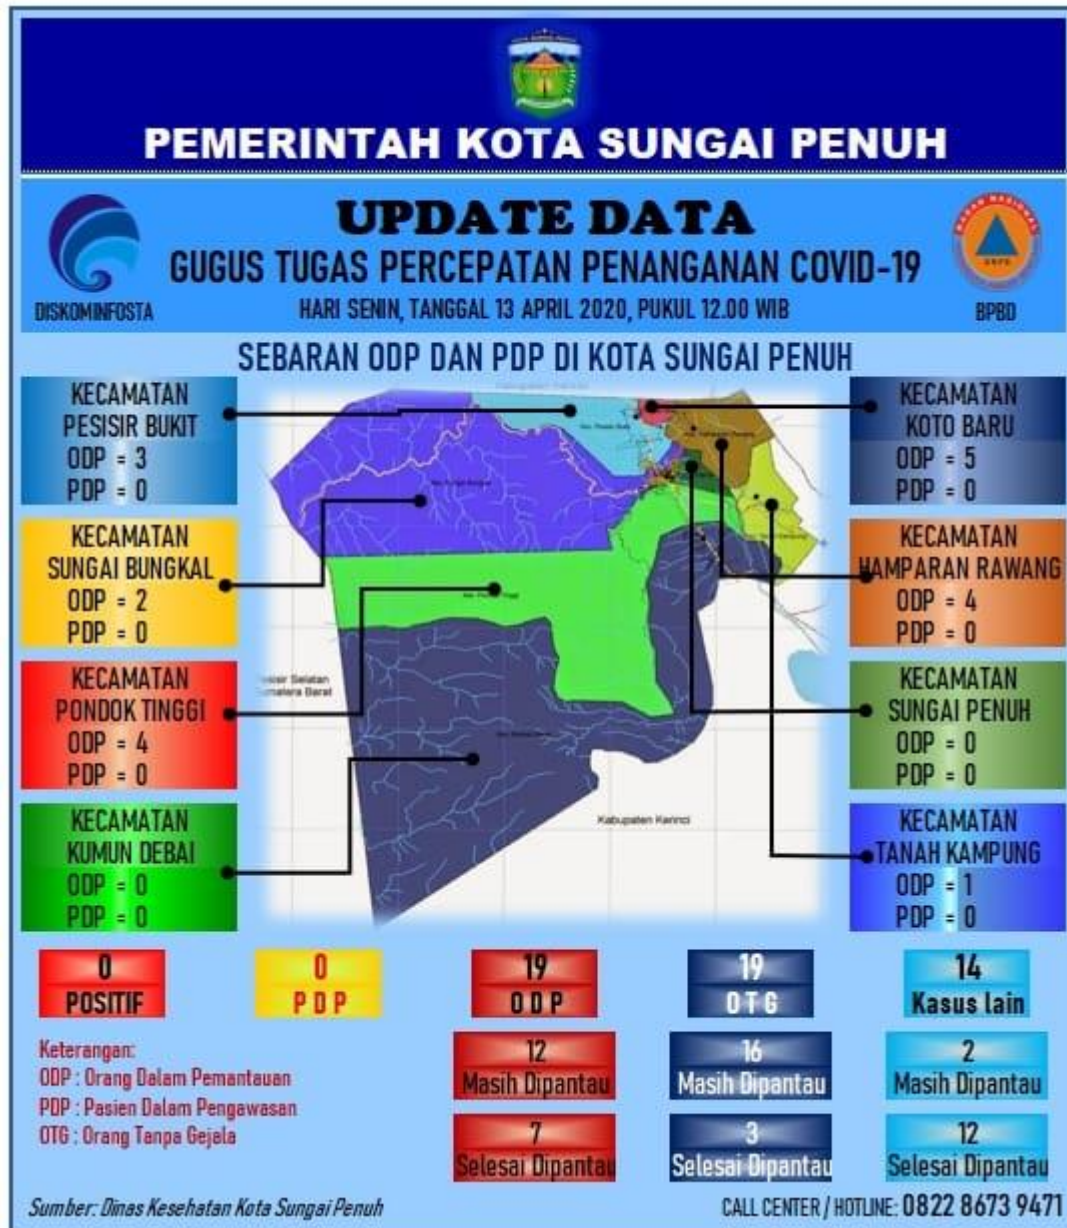 PEMERINTAH KOTA SUNGAI PENUH
UPDATE DATA
GUGUS TUGAS PERCEPATAN PENANGANAN COVID-19
HARI SENIN, TANGGAL 13 APRIL 2020, PUKUL 12.00 WIB
DISKOMINFOSTA
BPBD
SEBARAN ODP DAN PDP DI KOTA SUNGAI PENUH
KECAMATAN
PESISIR BUKIT
ODP = 3
PDP = 0
KECAMATAN
SUNGAI BUNGKAL
ODP = 2
PDP = 0
KECAMATAN
PONDOK TINGGI
ODP = 4
PDP = 0
KECAMATAN
KUMUN DEBAI
ODP = 0
PDP = 0
Sumatera Barat
Kabupaten Kerinci
KECAMATAN
KOTO BARU
ODP = 5
PDP = 0
KECAMATAN
HAMPARAN RAWANG
ODP = 4
PDP = 0
KECAMATAN
SUNGAI PENUH
ODP = 0
PDP = 0
KECAMATAN
TANAH KAMPUNG
ODP = 1
PDP = 0
0
POSITIF
0
PDP
19
ODP
19
OTG
14
Kasus lain
12
Masih Dipantau
16
Masih Dipantau
2
Masih Dipantau
7
Selesai Dipantau
3
Selesai Dipantau
12
Selesai Dipantau
Keterangan:
ODP : Orang Dalam Pemantauan
PDP : Pasien Dalam Pengawasan
OTG : Orang Tanpa Gejala
Sumber: Dinas Kesehatan Kota Sungai Penuh
CALL CENTER / HOTLINE: 0822 8673 9471